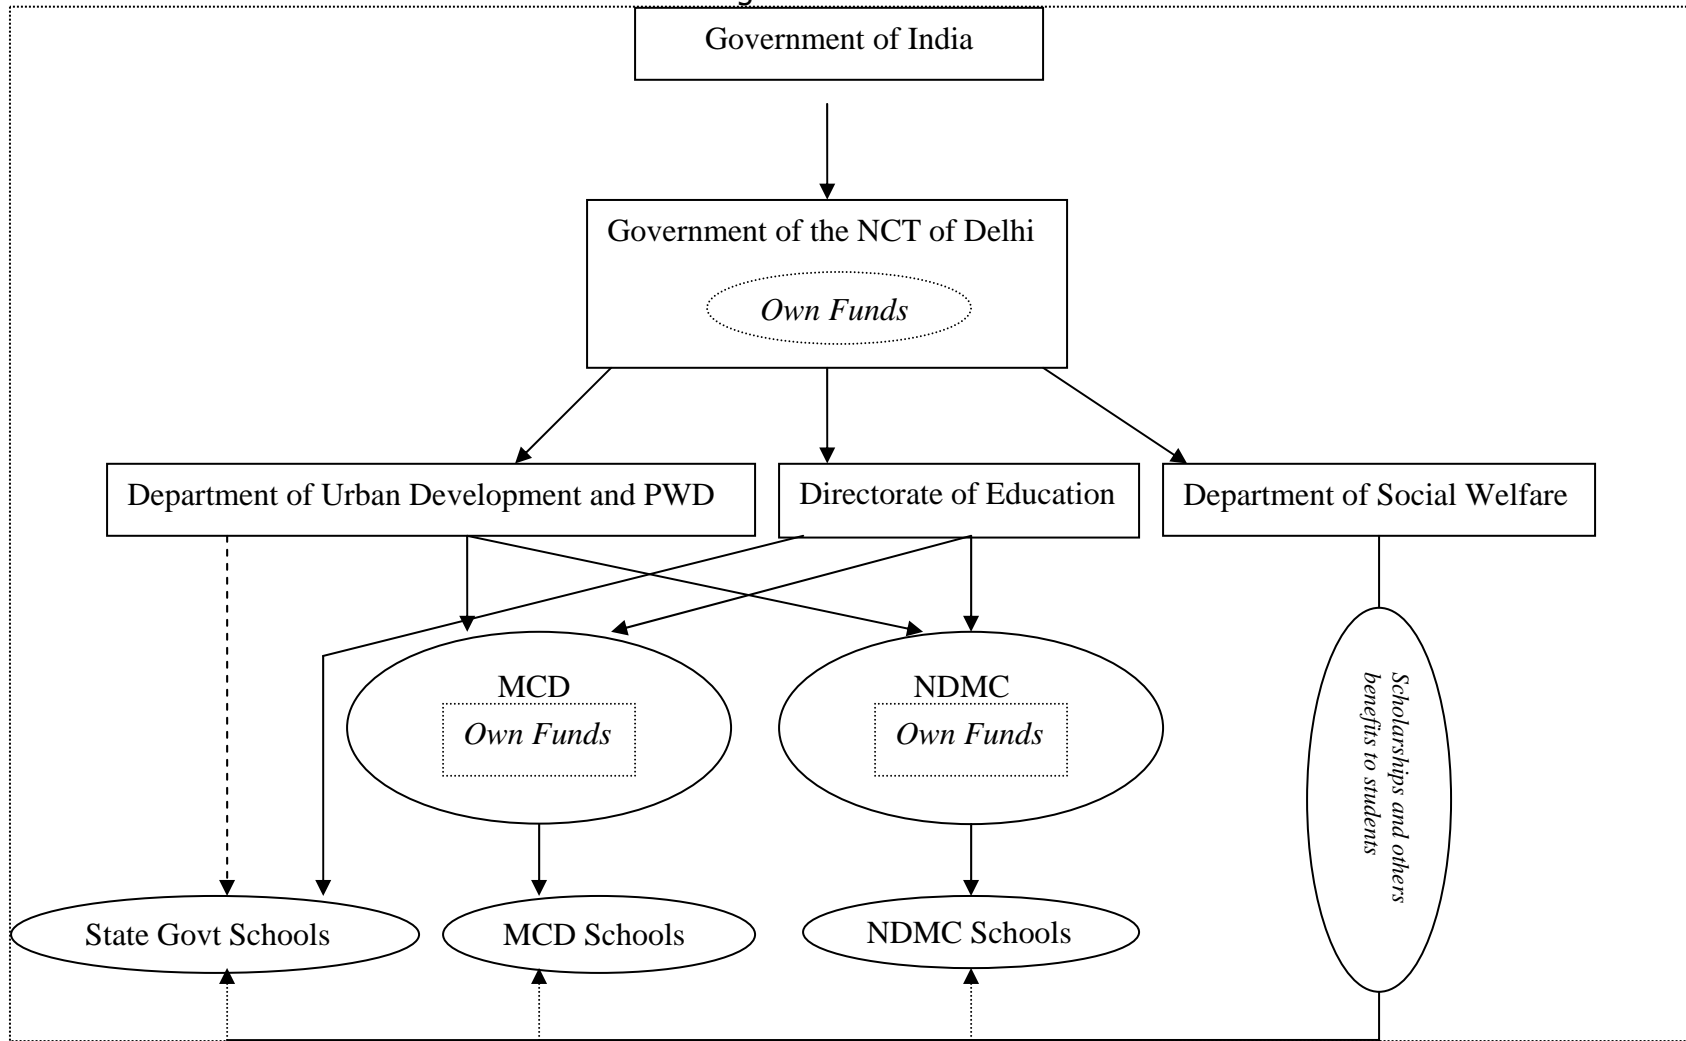 Government of India
Government of the NCT of Delhi
Own Funds
Department of Urban Development and PWD
Directorate of Education
Department of Social Welfare
MCD
Own Funds
NDMC
Own Funds
Scholarships and others
benefits to students
State Govt Schools
MCD Schools
NDMC Schools